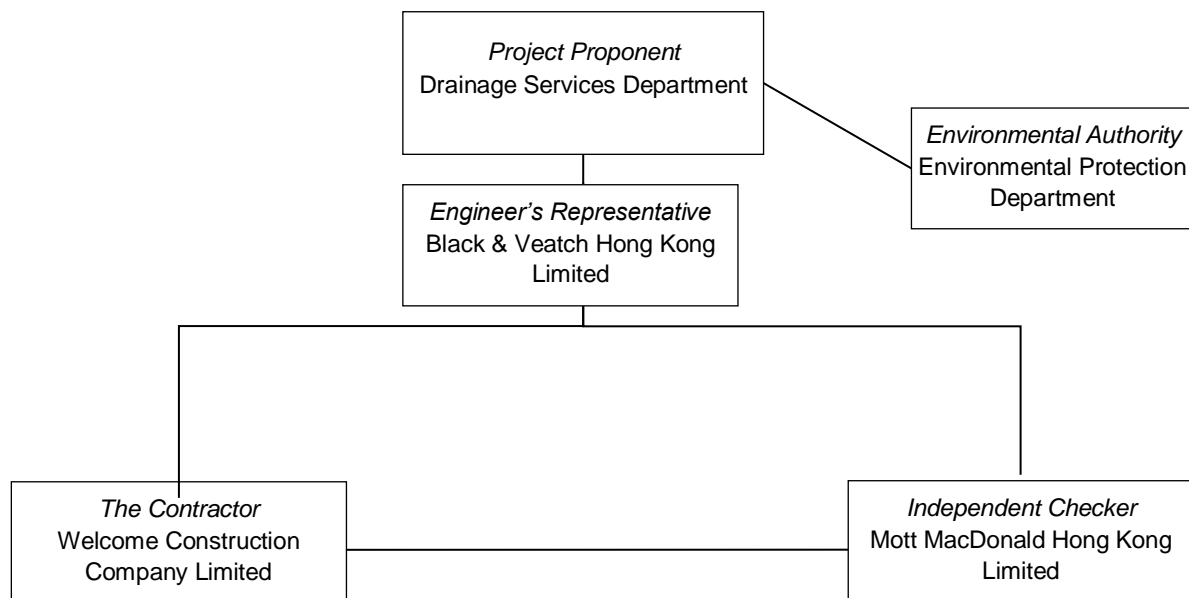 Project Proponent
Drainage Services Department
Environmental Authority
Environmental Protection
Department
Engineer’s Representative
Black & Veatch Hong Kong
Limited
The Contractor
Welcome Construction
Company Limited
Independent Checker
Mott MacDonald Hong Kong
Limited